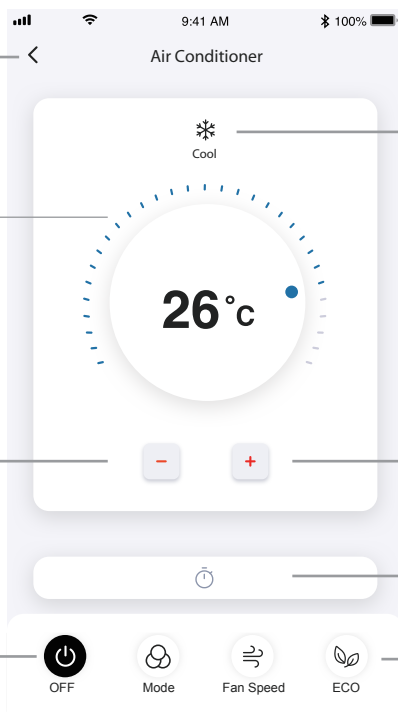 9:41 AM 100%
Air Conditioner
Cool
26°C
− +
OFF Mode Fan Speed ECO